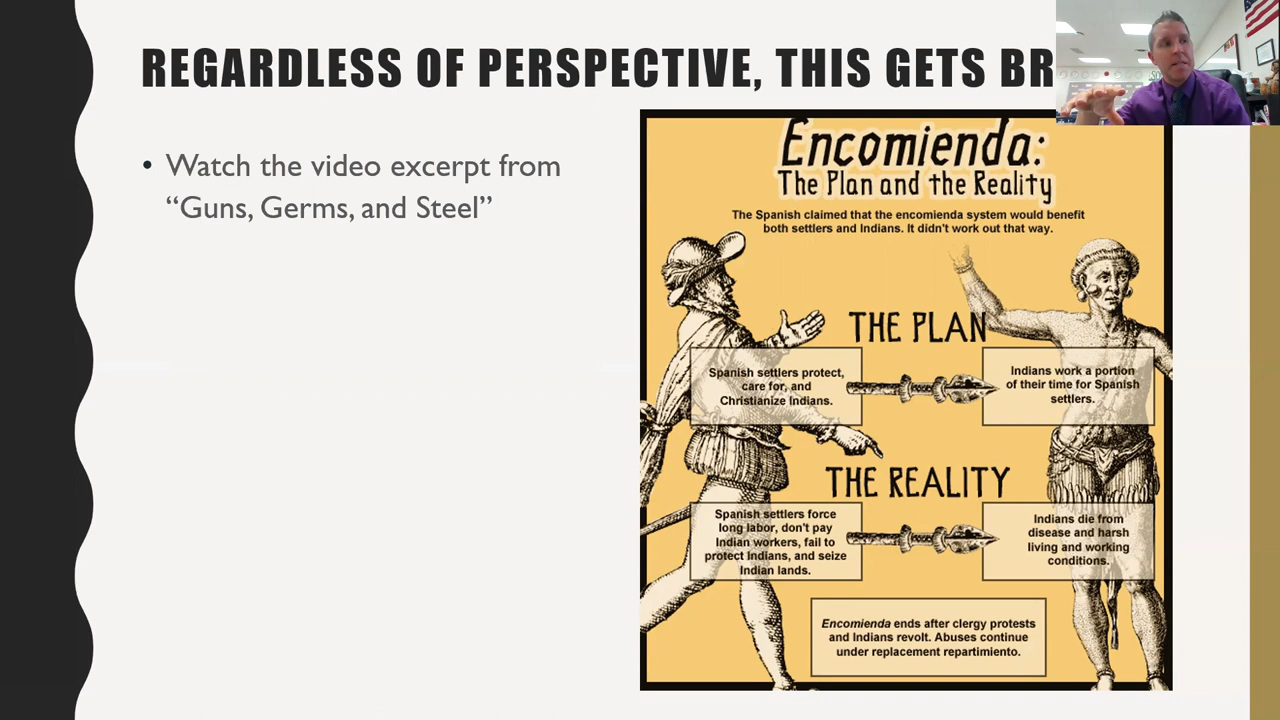 REGARDLESS OF PERSPECTIVE, THIS GETS BR
• Watch the video excerpt from
“Guns, Germs, and Steel”
Encomienda:
The Plan and the Reality
The Spanish claimed that the encomienda system would benefit
both settlers and Indians. It didn't work out that way.
THE PLAN
Spanish settlers protect,
care for, and
Christianize Indians.
Indians work a portion
of their time for Spanish
settlers.
THE REALITY
Spanish settlers force
long labor, don't pay
Indian workers, fail to
protect Indians, and seize
Indian lands.
Indians die from
disease and harsh
living and working
conditions.
Encomienda ends after clergy protests
and Indians revolt. Abuses continue
under replacement repartimiento.